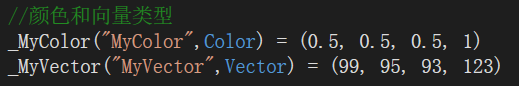 //颜色和向量类型
_MyColor("MyColor",Color) = (0.5, 0.5, 0.5, 1)
_MyVector("MyVector",Vector) = (99, 95, 93, 123)